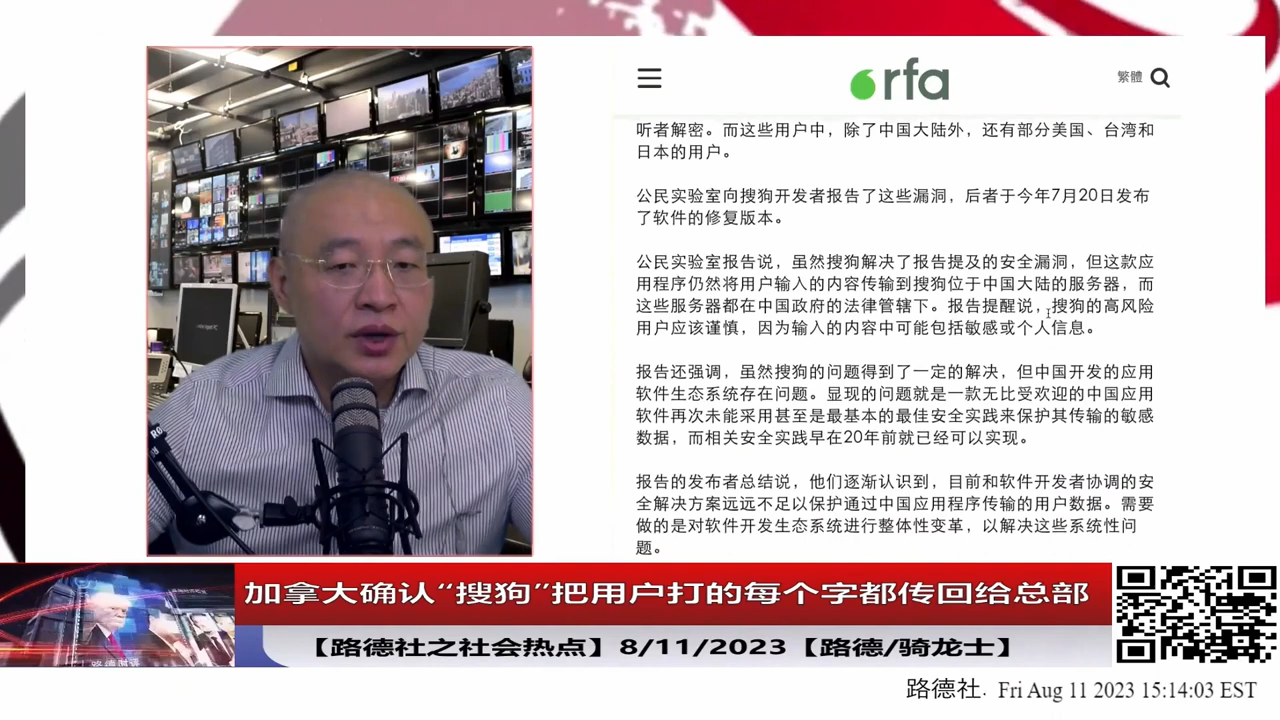 rfa
繁體
听者解密。而这些用户中，除了中国大陆外，还有部分美国、台湾和
日本的用户。
公民实验室向搜狗开发者报告了这些漏洞，后者于今年7月20日发布
了软件的修复版本。
公民实验室报告说，虽然搜狗解决了报告提及的安全漏洞，但这款应
用程序仍然将用户输入的内容传输到搜狗位于中国大陆的服务器，而
这些服务器都在中国政府的法律管辖下。报告提醒说，搜狗的高风险
用户应该谨慎，因为输入的内容中可能包括敏感或个人信息。
报告还强调，虽然搜狗的问题得到了一定的解决，但中国开发的应用
软件生态系统存在问题。显现的问题就是一款无比受欢迎的中国应用
软件再次未能采用甚至是最基本的最佳安全实践来保护其传输的敏感
数据，而相关安全实践早在20年前就已经可以实现。
报告的发布者总结说，他们逐渐认识到，目前和软件开发者协调的安
全解决方案远远不足以保护通过中国应用程序传输的用户数据。需要
做的是对软件开发生态系统进行整体性变革，以解决这些系统性问
题。
加拿大确认“搜狗”把用户打的每个字都传回给总部
【路德社之社会热点】8/11/2023【路德/骑龙士】
路德社. Fri Aug 11 2023 15:14:03 EST